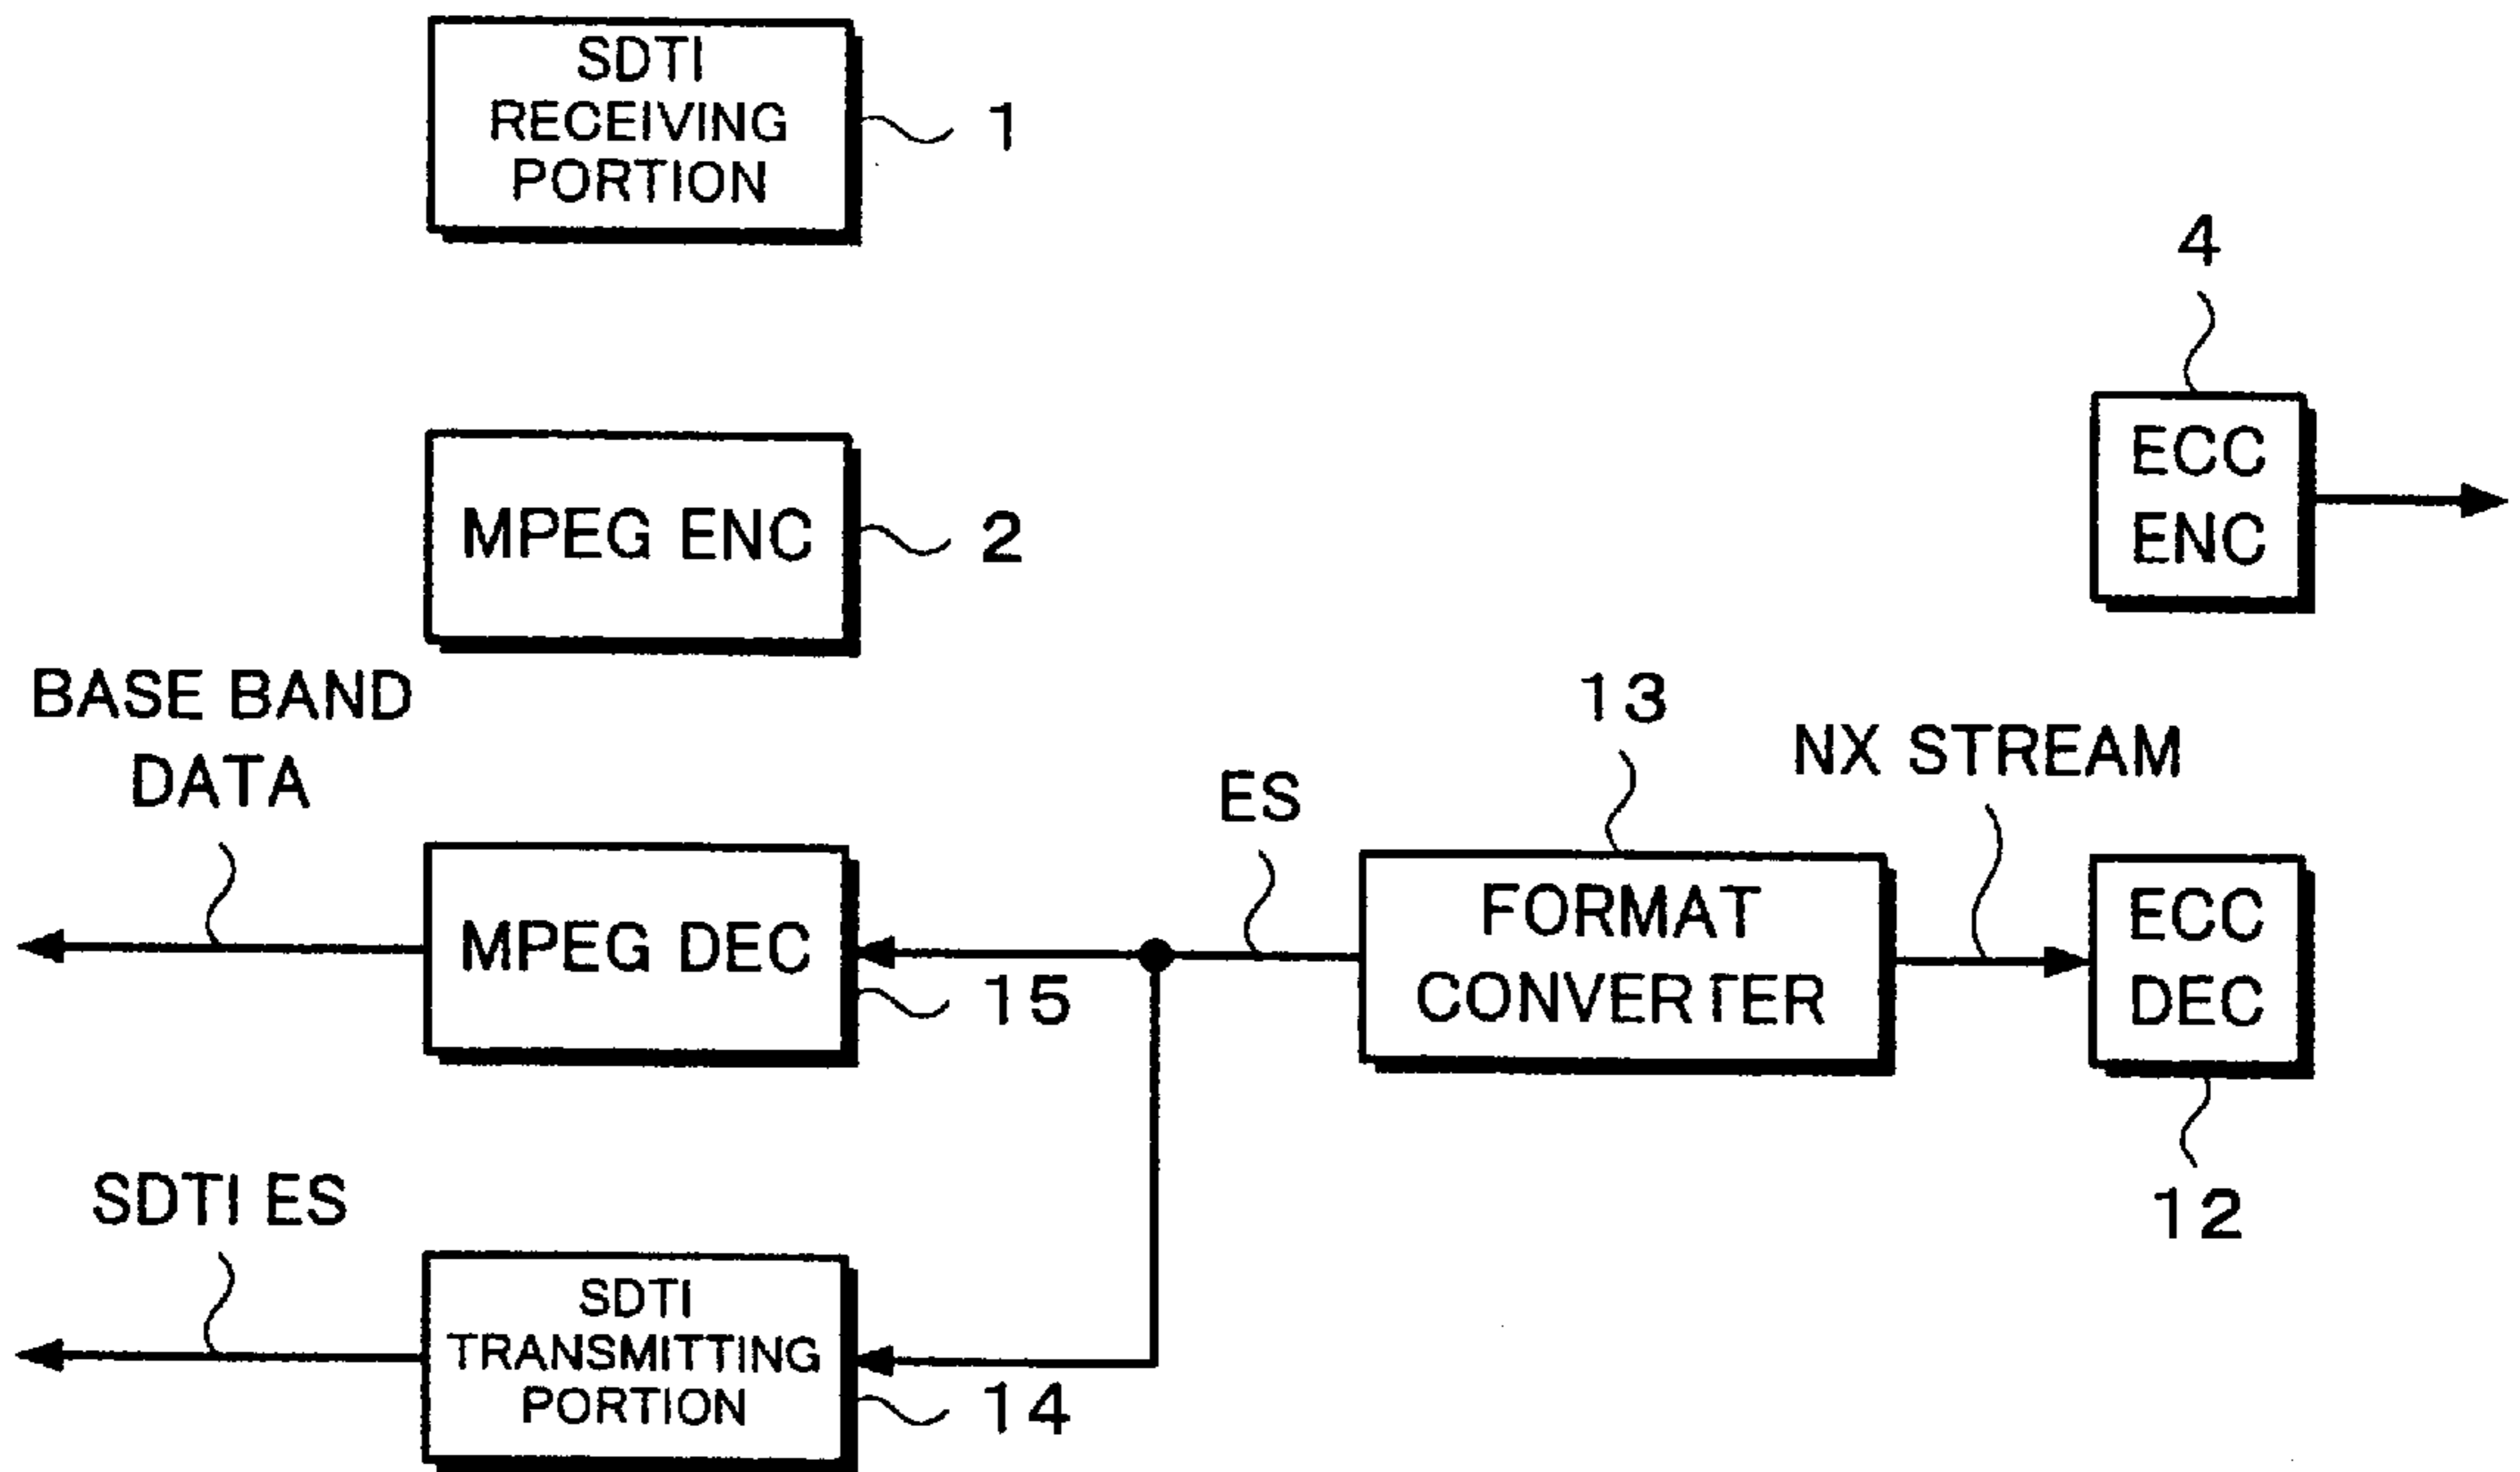 SDTI
RECEIVING
PORTION
1
4
ECC
ENC
MPEG ENC
2
BASE BAND
DATA
13
NX STREAM
ES
MPEG DEC
15
FORMAT
CONVERTER
ECC
DEC
12
SDTI ES
SDTI
TRANSMITTING
PORTION
14